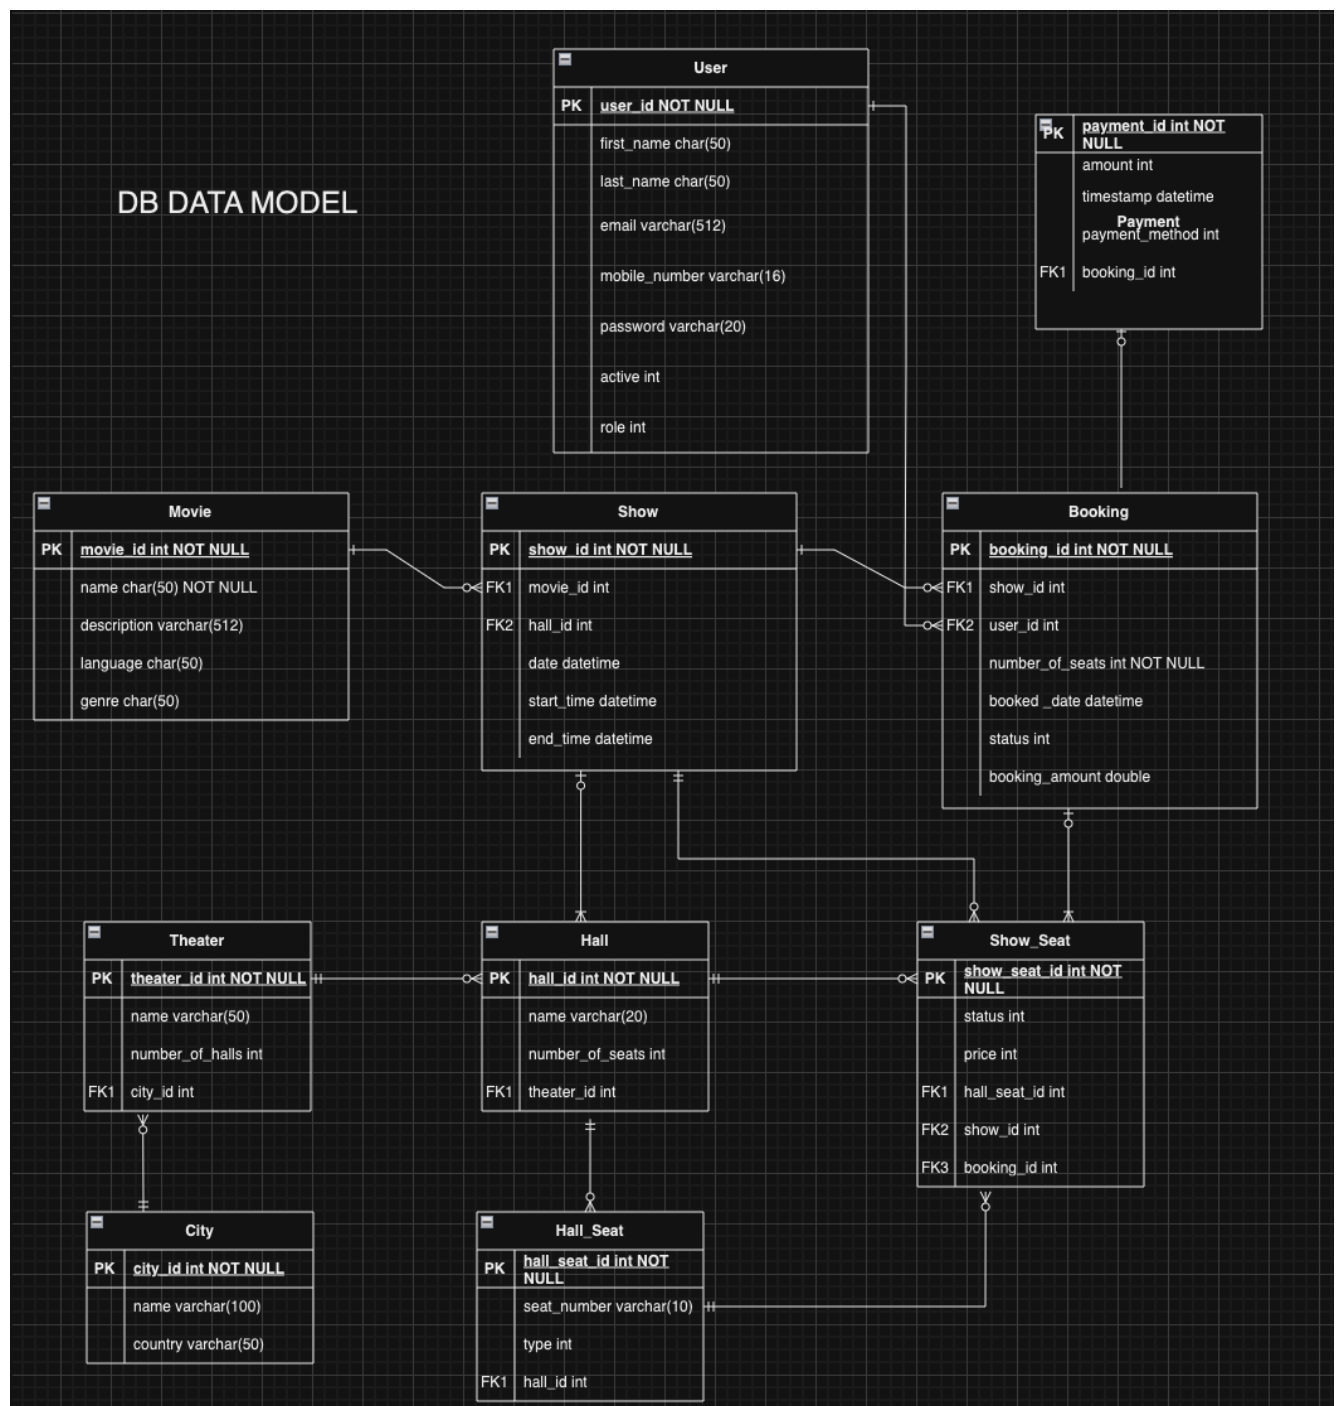 DB DATA MODEL
User
PK user_id NOT NULL
first_name char(50)
last_name char(50)
email varchar(512)
mobile_number varchar(16)
password varchar(20)
active int
role int
PK payment_id int NOT
NULL
amount int
timestamp datetime
Payment
payment_method int
FK1 booking_id int
Movie
PK movie_id int NOT NULL
name char(50) NOT NULL
description varchar(512)
language char(50)
genre char(50)
Show
PK show_id int NOT NULL
FK1 movie_id int
FK2 hall_id int
date datetime
start_time datetime
end_time datetime
Booking
PK booking_id int NOT NULL
FK1 show_id int
FK2 user_id int
number_of_seats int NOT NULL
booked _date datetime
status int
booking_amount double
Theater
PK theater_id int NOT NULL
name varchar(50)
number_of_halls int
FK1 city_id int
Hall
PK hall_id int NOT NULL
name varchar(20)
number_of_seats int
FK1 theater_id int
Show_Seat
PK show_seat_id int NOT
NULL
status int
price int
FK1 hall_seat_id int
FK2 show_id int
FK3 booking_id int
City
PK city_id int NOT NULL
name varchar(100)
country varchar(50)
Hall_Seat
PK hall_seat_id int NOT
NULL
seat_number varchar(10)
type int
FK1 hall_id int